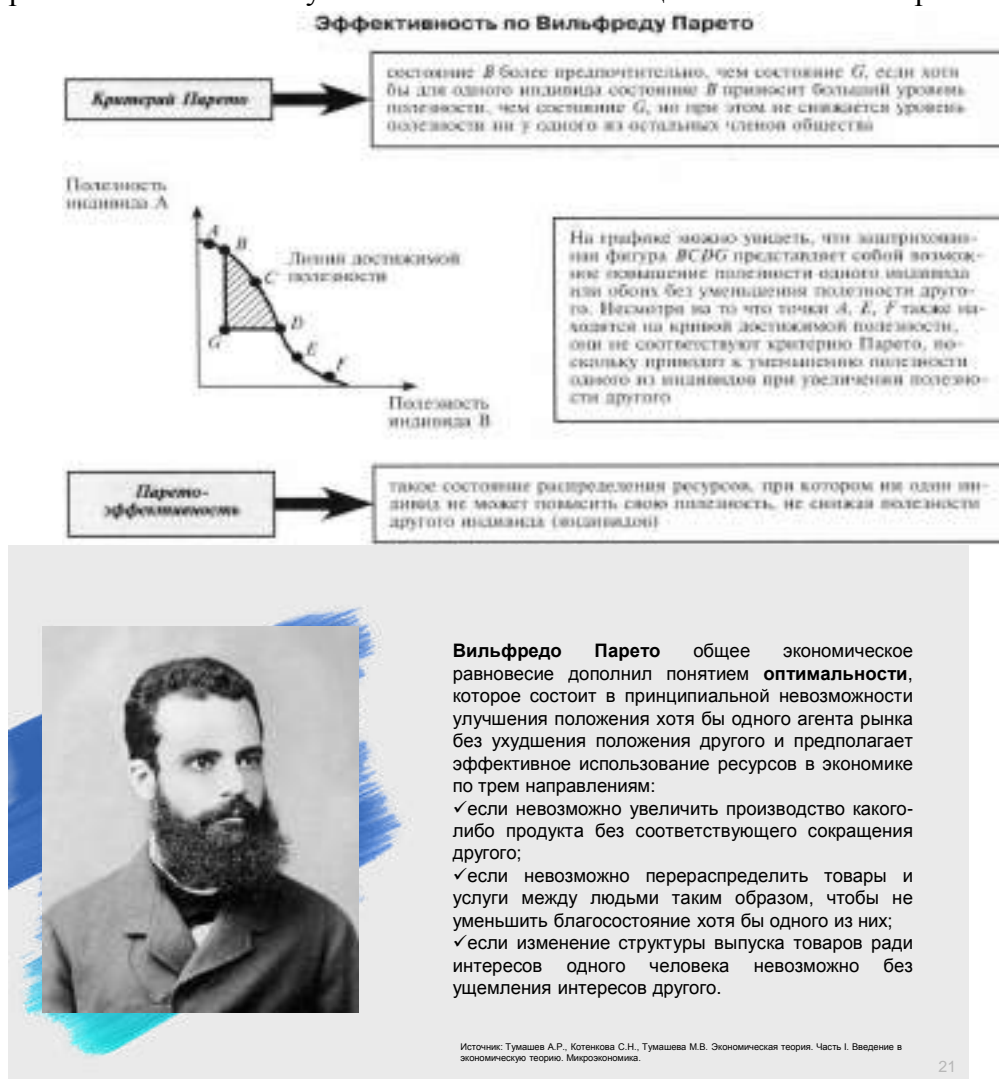 Эффективность по Вильфреду Парето
Критерий Парето
состояние B более предпочтительно, чем состояние G, если хотя
бы для одного индивида состояние B приносит больший уровень
полезности, чем состояние G, но при этом не снижается уровень
полезности ни у одного из остальных членов общества
Полезность
индивида А
A
B
Линия достижимой
полезности
C
D
G
E
F
Полезность
индивида В
На графике можно увидеть, что заштрихован-
ная фигура BCDG представляет собой возмож-
ное повышение полезности одного индивида
или обоих без уменьшения полезности друго-
го. Несмотря на то что точки A, E, F также на-
ходятся на кривой достижимой полезности,
они не соответствуют критерию Парето, по-
скольку приводят к уменьшению полезности
одного из индивидов при увеличении полезно-
сти другого
Парето-
эффективность
такое состояние распределения ресурсов, при котором ни один ин-
дивид не может повысить свою полезность, не снижая полезности
другого индивида (индивидов)
Вильфредо Парето общее экономическое
равновесие дополнил понятием оптимальности,
которое состоит в принципиальной невозможности
улучшения положения хотя бы одного агента рынка
без ухудшения положения другого и предполагает
эффективное использование ресурсов в экономике
по трем направлениям:
✓если невозможно увеличить производство какого-
либо продукта без соответствующего сокращения
другого;
✓если невозможно перераспределить товары и
услуги между людьми таким образом, чтобы не
уменьшить благосостояние хотя бы одного из них;
✓если изменение структуры выпуска товаров ради
интересов одного человека невозможно без
ущемления интересов другого.
Источник: Тумашев А.Р., Котенкова С.Н., Тумашева М.В. Экономическая теория. Часть I. Введение в
экономическую теорию. Микроэкономика.
21